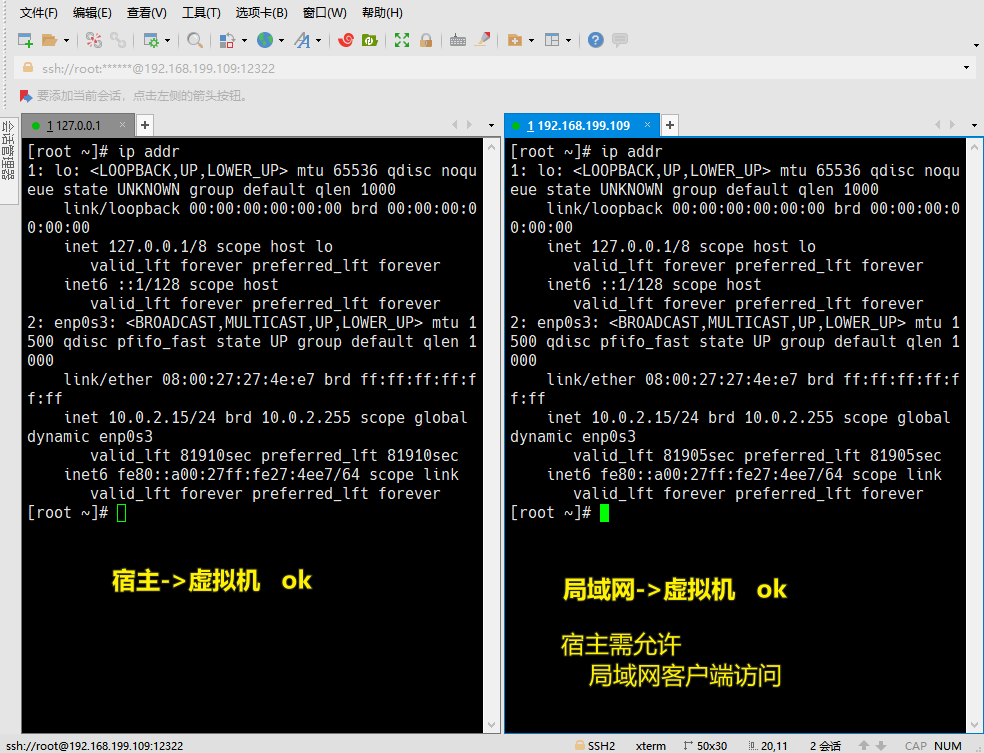 文件(F) 编辑(E) 查看(V) 工具(T) 选项卡(B) 窗口(W) 帮助(H)
ssh://root:******@192.168.199.109:12322
要添加当前会话，点击左侧的箭头按钮。
会话管理器
1 127.0.0.1
[root ~]# ip addr
1: lo: <LOOPBACK,UP,LOWER_UP> mtu 65536 qdisc noqu
eue state UNKNOWN group default qlen 1000
link/loopback 00:00:00:00:00:00 brd 00:00:00:0
0:00:00
inet 127.0.0.1/8 scope host lo
valid_lft forever preferred_lft forever
inet6 ::1/128 scope host
valid_lft forever preferred_lft forever
2: enp0s3: <BROADCAST,MULTICAST,UP,LOWER_UP> mtu 1
500 qdisc pfifo_fast state UP group default qlen 1
000
link/ether 08:00:27:27:4e:e7 brd ff:ff:ff:ff:f
f:ff
inet 10.0.2.15/24 brd 10.0.2.255 scope global
dynamic enp0s3
valid_lft 81910sec preferred_lft 81910sec
inet6 fe80::a00:27ff:fe27:4ee7/64 scope link
valid_lft forever preferred_lft forever
[root ~]#
宿主->虚拟机 ok
1 192.168.199.109
[root ~]# ip addr
1: lo: <LOOPBACK,UP,LOWER_UP> mtu 65536 qdisc noqu
eue state UNKNOWN group default qlen 1000
link/loopback 00:00:00:00:00:00 brd 00:00:00:0
0:00:00
inet 127.0.0.1/8 scope host lo
valid_lft forever preferred_lft forever
inet6 ::1/128 scope host
valid_lft forever preferred_lft forever
2: enp0s3: <BROADCAST,MULTICAST,UP,LOWER_UP> mtu 1
500 qdisc pfifo_fast state UP group default qlen 1
000
link/ether 08:00:27:27:4e:e7 brd ff:ff:ff:ff:f
f:ff
inet 10.0.2.15/24 brd 10.0.2.255 scope global
dynamic enp0s3
valid_lft 81905sec preferred_lft 81905sec
inet6 fe80::a00:27ff:fe27:4ee7/64 scope link
valid_lft forever preferred_lft forever
[root ~]#
局域网->虚拟机 ok
宿主需允许
局域网客户端访问
ssh://root@192.168.199.109:12322 SSH2 xterm 50x30 20,11 2 会话 CAP NUM